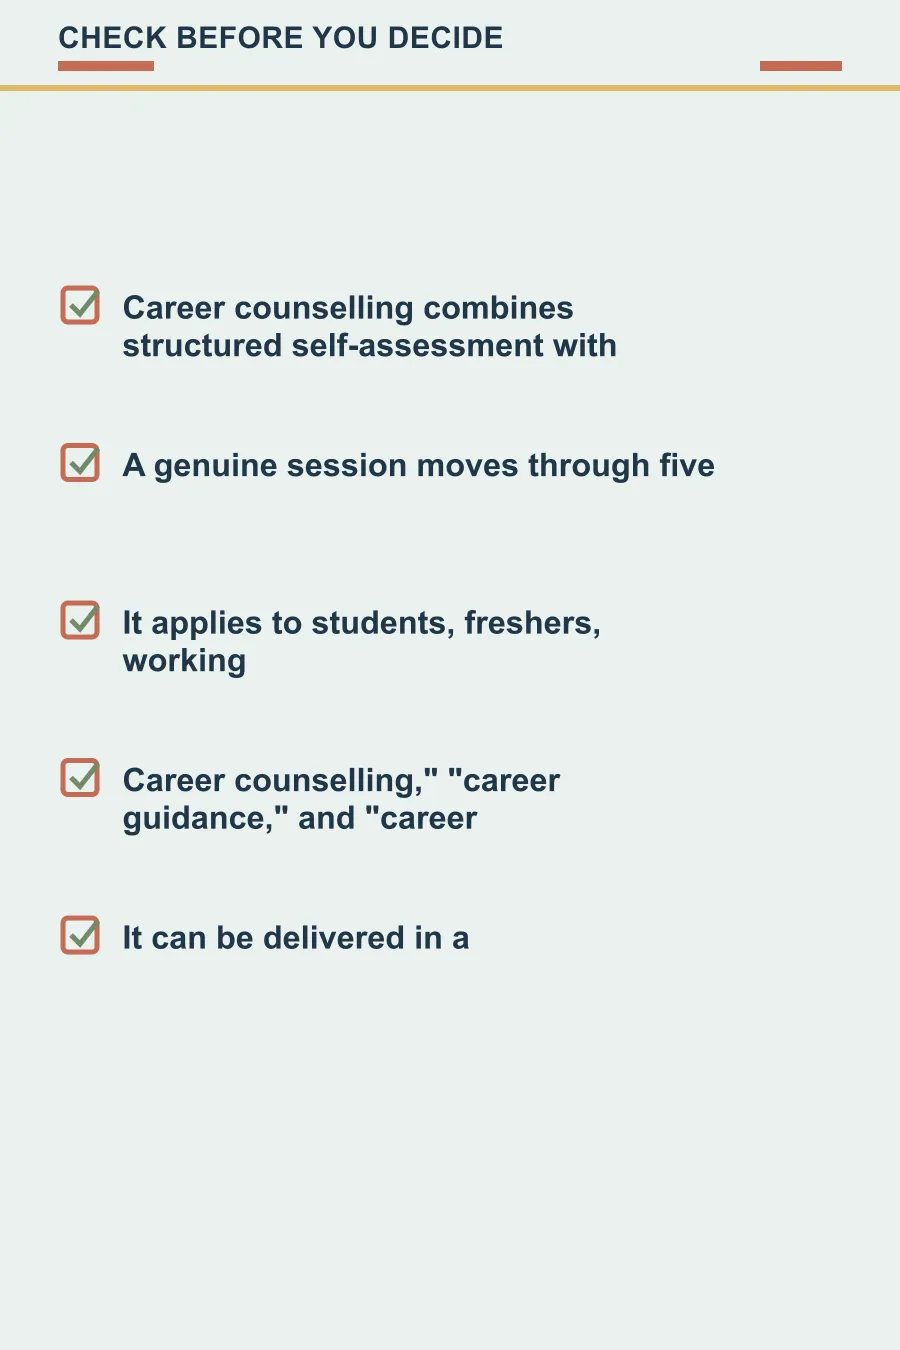 CHECK BEFORE YOU DECIDE
Career counselling combines
structured self-assessment with
A genuine session moves through five
It applies to students, freshers,
working
Career counselling," "career
guidance," and "career
It can be delivered in a